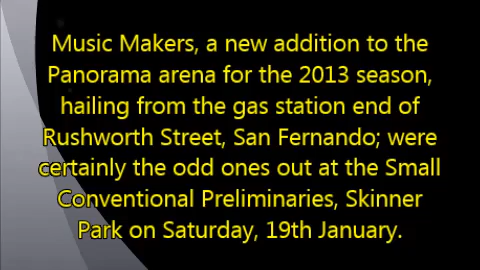 Music Makers, a new addition to the
Panorama arena for the 2013 season,
hailing from the gas station end of
Rushworth Street, San Fernando; were
certainly the odd ones out at the Small
Conventional Preliminaries, Skinner
Park on Saturday, 19th January.